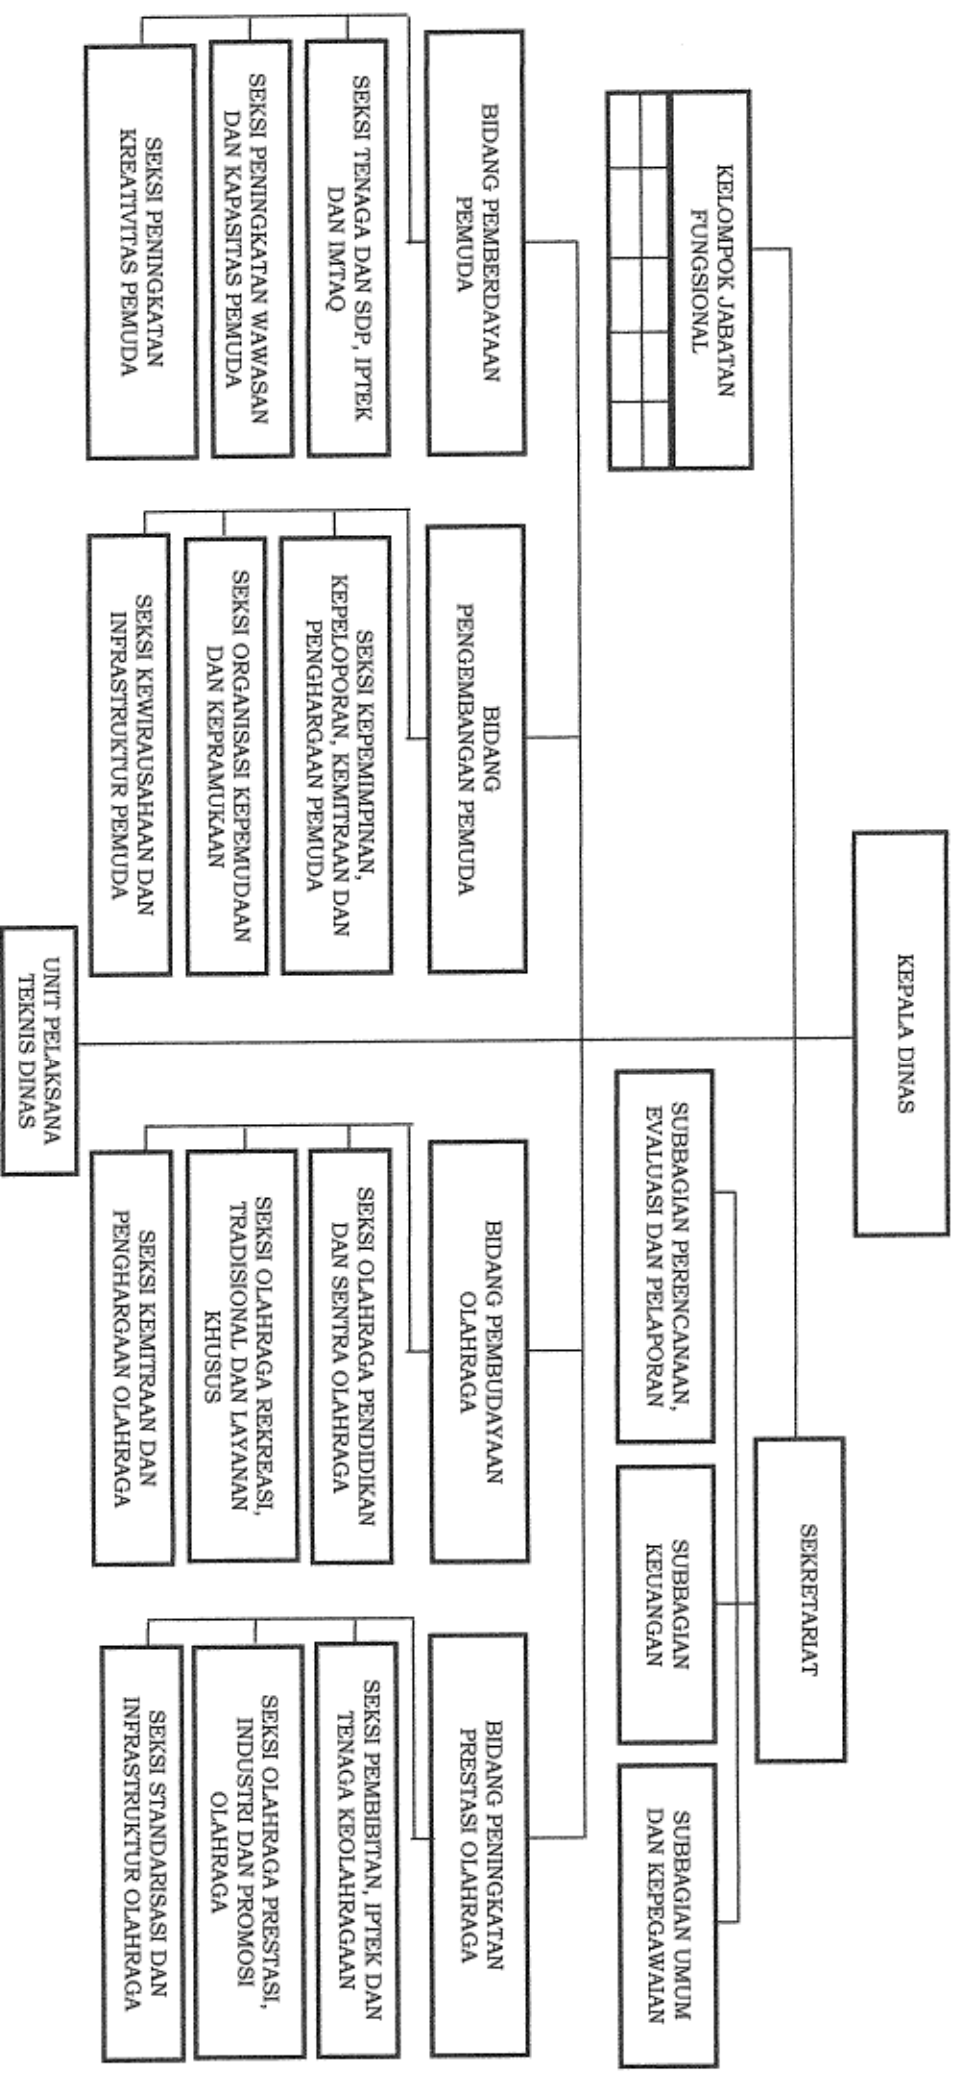 KEPALA DINAS
KELOMPOK JABATAN
FUNGSIONAL
SEKRETARIAT
SUBBAGIAN PERENCANAAN,
EVALUASI DAN PELAPORAN
SUBBAGIAN
KEUANGAN
SUBBAGIAN UMUM
DAN KEPEGAWAIAN
BIDANG PEMBERDAYAAN
PEMUDA
SEKSI TENAGA DAN SDP, IPTEK
DAN IMTAQ
SEKSI PENINGKATAN WAWASAN
DAN KAPASITAS PEMUDA
SEKSI PENINGKATAN
KREATIVITAS PEMUDA
BIDANG
PENGEMBANGAN PEMUDA
SEKSI KEPEMIMPINAN,
KEPELOPORAN, KEMITRAAN DAN
PENGHARGAAN PEMUDA
SEKSI ORGANISASI KEPEMUDAAN
DAN KEPRAMUKAAN
SEKSI KEWIRAUSAHAAN DAN
INFRASTRUKTUR PEMUDA
BIDANG PEMBUDAYAAN
OLAHRAGA
SEKSI OLAHRAGA PENDIDIKAN
DAN SENTRA OLAHRAGA
SEKSI OLAHRAGA REKREASI,
TRADISIONAL DAN LAYANAN
KHUSUS
SEKSI KEMITRAAN DAN
PENGHARGAAN OLAHRAGA
BIDANG PENINGKATAN
PRESTASI OLAHRAGA
SEKSI PEMBIBITAN, IPTEK DAN
TENAGA KEOLAHRAGAAN
SEKSI OLAHRAGA PRESTASI,
INDUSTRI DAN PROMOSI
OLAHRAGA
SEKSI STANDARISASI DAN
INFRASTRUKTUR OLAHRAGA
UNIT PELAKSANA
TEKNIS DINAS